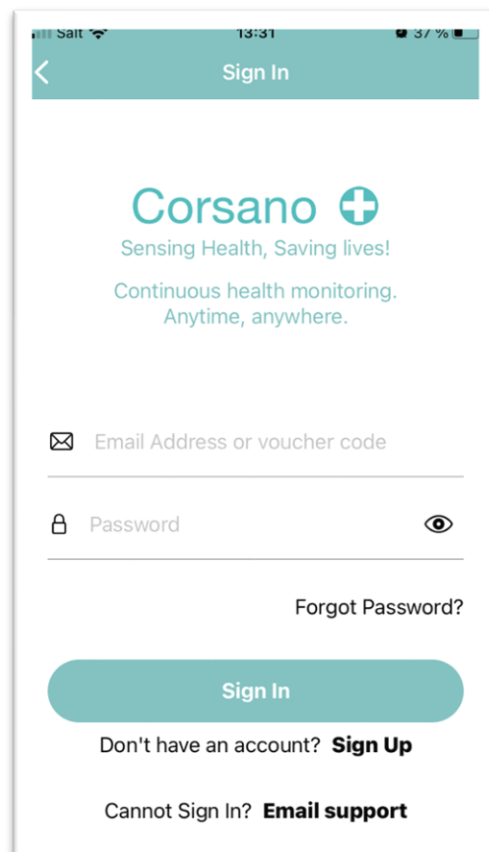 Salt 13:31 37 %
Sign In
Corsano
Sensing Health, Saving lives!
Continuous health monitoring.
Anytime, anywhere.
Email Address or voucher code
Password
Forgot Password?
Sign In
Don't have an account? Sign Up
Cannot Sign In? Email support